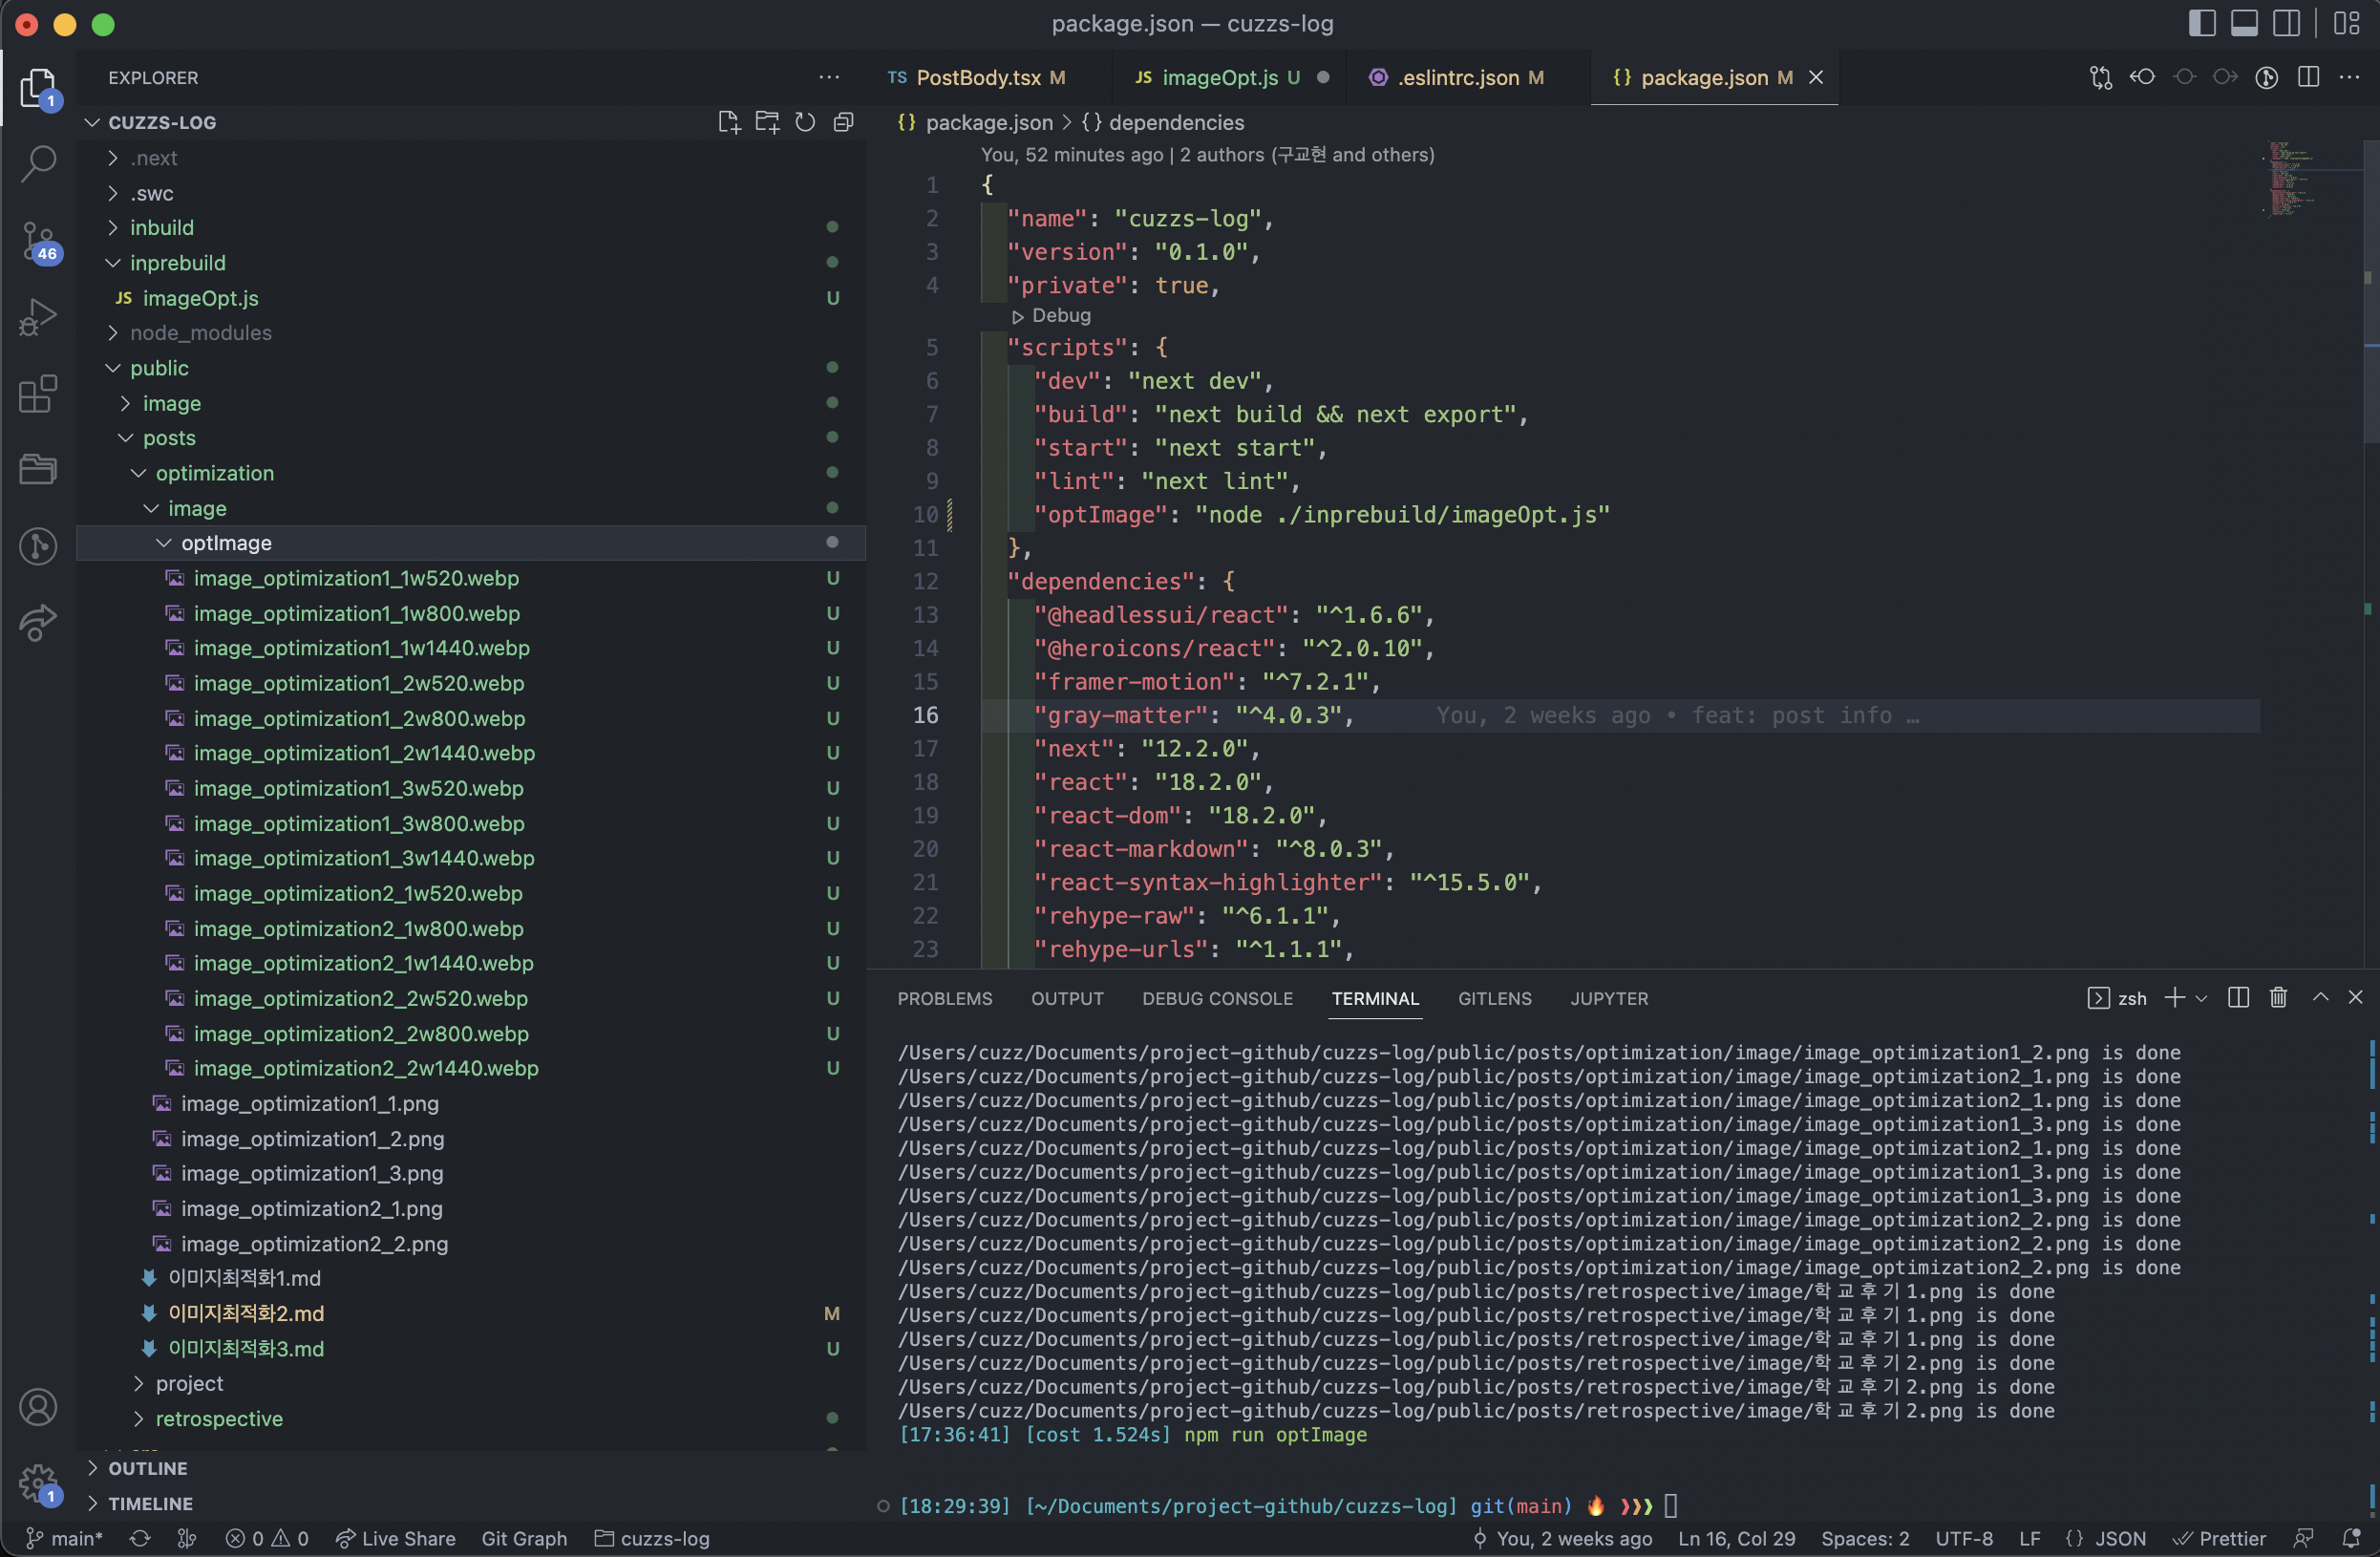 package.json — cuzzs-log
EXPLORER
CUZZS-LOG
.next
.swc
inbuild
inprebuild
JS imageOpt.js U
node_modules
public
image
posts
optimization
image
optImage
image_optimization1_1w520.webp U
image_optimization1_1w800.webp U
image_optimization1_1w1440.webp U
image_optimization1_2w520.webp U
image_optimization1_2w800.webp U
image_optimization1_2w1440.webp U
image_optimization1_3w520.webp U
image_optimization1_3w800.webp U
image_optimization1_3w1440.webp U
image_optimization2_1w520.webp U
image_optimization2_1w800.webp U
image_optimization2_1w1440.webp U
image_optimization2_2w520.webp U
image_optimization2_2w800.webp U
image_optimization2_2w1440.webp U
image_optimization1_1.png
image_optimization1_2.png
image_optimization1_3.png
image_optimization2_1.png
image_optimization2_2.png
이미지최적화1.md
이미지최적화2.md M
이미지최적화3.md U
project
retrospective
OUTLINE
TIMELINE
1
46
1
TS PostBody.tsx M
JS imageOpt.js U
.eslintrc.json M
{} package.json M
{} package.json > {} dependencies
You, 52 minutes ago | 2 authors (구교현 and others)
1 {
2 "name": "cuzzs-log",
3 "version": "0.1.0",
4 "private": true,
Debug
5 "scripts": {
6 "dev": "next dev",
7 "build": "next build && next export",
8 "start": "next start",
9 "lint": "next lint",
10 "optImage": "node ./inprebuild/imageOpt.js"
11 },
12 "dependencies": {
13 "@headlessui/react": "^1.6.6",
14 "@heroicons/react": "^2.0.10",
15 "framer-motion": "^7.2.1",
16 "gray-matter": "^4.0.3", You, 2 weeks ago • feat: post info …
17 "next": "12.2.0",
18 "react": "18.2.0",
19 "react-dom": "18.2.0",
20 "react-markdown": "^8.0.3",
21 "react-syntax-highlighter": "^15.5.0",
22 "rehype-raw": "^6.1.1",
23 "rehype-urls": "^1.1.1",
PROBLEMS OUTPUT DEBUG CONSOLE TERMINAL GITLENS JUPYTER
zsh
/Users/cuzz/Documents/project-github/cuzzs-log/public/posts/optimization/image/image_optimization1_2.png is done
/Users/cuzz/Documents/project-github/cuzzs-log/public/posts/optimization/image/image_optimization2_1.png is done
/Users/cuzz/Documents/project-github/cuzzs-log/public/posts/optimization/image/image_optimization2_1.png is done
/Users/cuzz/Documents/project-github/cuzzs-log/public/posts/optimization/image/image_optimization1_3.png is done
/Users/cuzz/Documents/project-github/cuzzs-log/public/posts/optimization/image/image_optimization2_1.png is done
/Users/cuzz/Documents/project-github/cuzzs-log/public/posts/optimization/image/image_optimization1_3.png is done
/Users/cuzz/Documents/project-github/cuzzs-log/public/posts/optimization/image/image_optimization1_3.png is done
/Users/cuzz/Documents/project-github/cuzzs-log/public/posts/optimization/image/image_optimization2_2.png is done
/Users/cuzz/Documents/project-github/cuzzs-log/public/posts/optimization/image/image_optimization2_2.png is done
/Users/cuzz/Documents/project-github/cuzzs-log/public/posts/optimization/image/image_optimization2_2.png is done
/Users/cuzz/Documents/project-github/cuzzs-log/public/posts/retrospective/image/학교후기1.png is done
/Users/cuzz/Documents/project-github/cuzzs-log/public/posts/retrospective/image/학교후기1.png is done
/Users/cuzz/Documents/project-github/cuzzs-log/public/posts/retrospective/image/학교후기1.png is done
/Users/cuzz/Documents/project-github/cuzzs-log/public/posts/retrospective/image/학교후기2.png is done
/Users/cuzz/Documents/project-github/cuzzs-log/public/posts/retrospective/image/학교후기2.png is done
/Users/cuzz/Documents/project-github/cuzzs-log/public/posts/retrospective/image/학교후기2.png is done
[17:36:41] [cost 1.524s] npm run optImage
[18:29:39] [~/Documents/project-github/cuzzs-log] git(main) 🔥 ❯❯❯
main* 0 0 Live Share Git Graph cuzzs-log You, 2 weeks ago Ln 16, Col 29 Spaces: 2 UTF-8 LF {} JSON Prettier